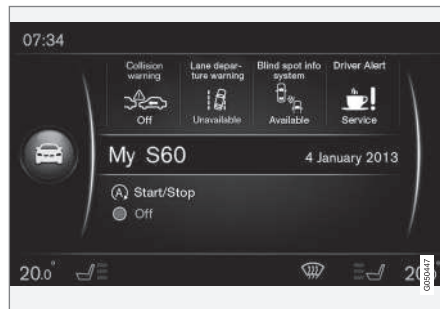 07:34
Collision
warning
Off
Lane depar-
ture warning
Unavailable
Blind spot info
system
Available
Driver Alert
Service
My S60
4 January 2013
Start/Stop
Off
20.0°
G050447